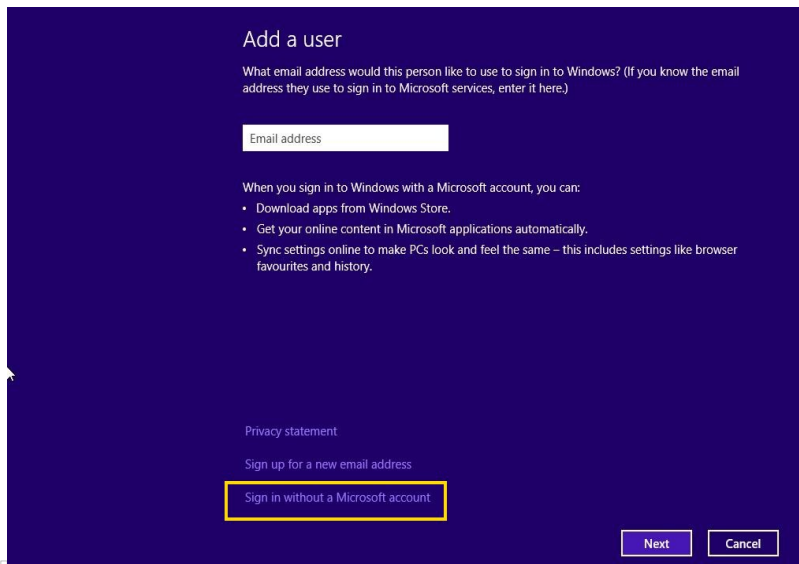 Add a user
What email address would this person like to use to sign in to Windows? (If you know the email
address they use to sign in to Microsoft services, enter it here.)
Email address
When you sign in to Windows with a Microsoft account, you can:
• Download apps from Windows Store.
• Get your online content in Microsoft applications automatically.
• Sync settings online to make PCs look and feel the same – this includes settings like browser
favourites and history.
Privacy statement
Sign up for a new email address
Sign in without a Microsoft account
Next Cancel